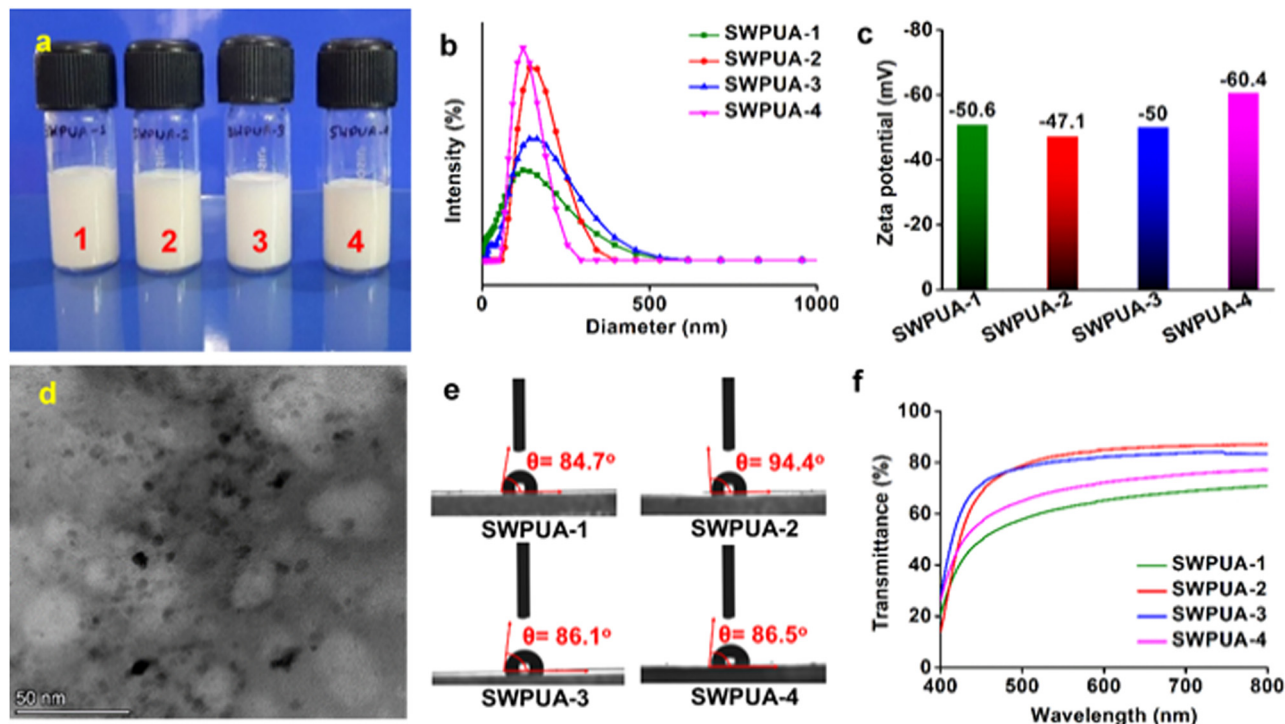 a
SWPUA-1
SWPUA-2
SWPUA-3
SWPUA-4
1
2
3
4
b
SWPUA-1
SWPUA-2
SWPUA-3
SWPUA-4
Intensity (%)
0 500 1000
Diameter (nm)
c
Zeta potential (mV)
-80
-60
-40
-20
0
-50.6
-47.1
-50
-60.4
SWPUA-1
SWPUA-2
SWPUA-3
SWPUA-4
d
50 nm
e
θ= 84.7°
SWPUA-1
θ= 94.4°
SWPUA-2
θ= 86.1°
SWPUA-3
θ= 86.5°
SWPUA-4
f
Transmittance (%)
100
80
60
40
20
0
SWPUA-1
SWPUA-2
SWPUA-3
SWPUA-4
400 500 600 700 800
Wavelength (nm)